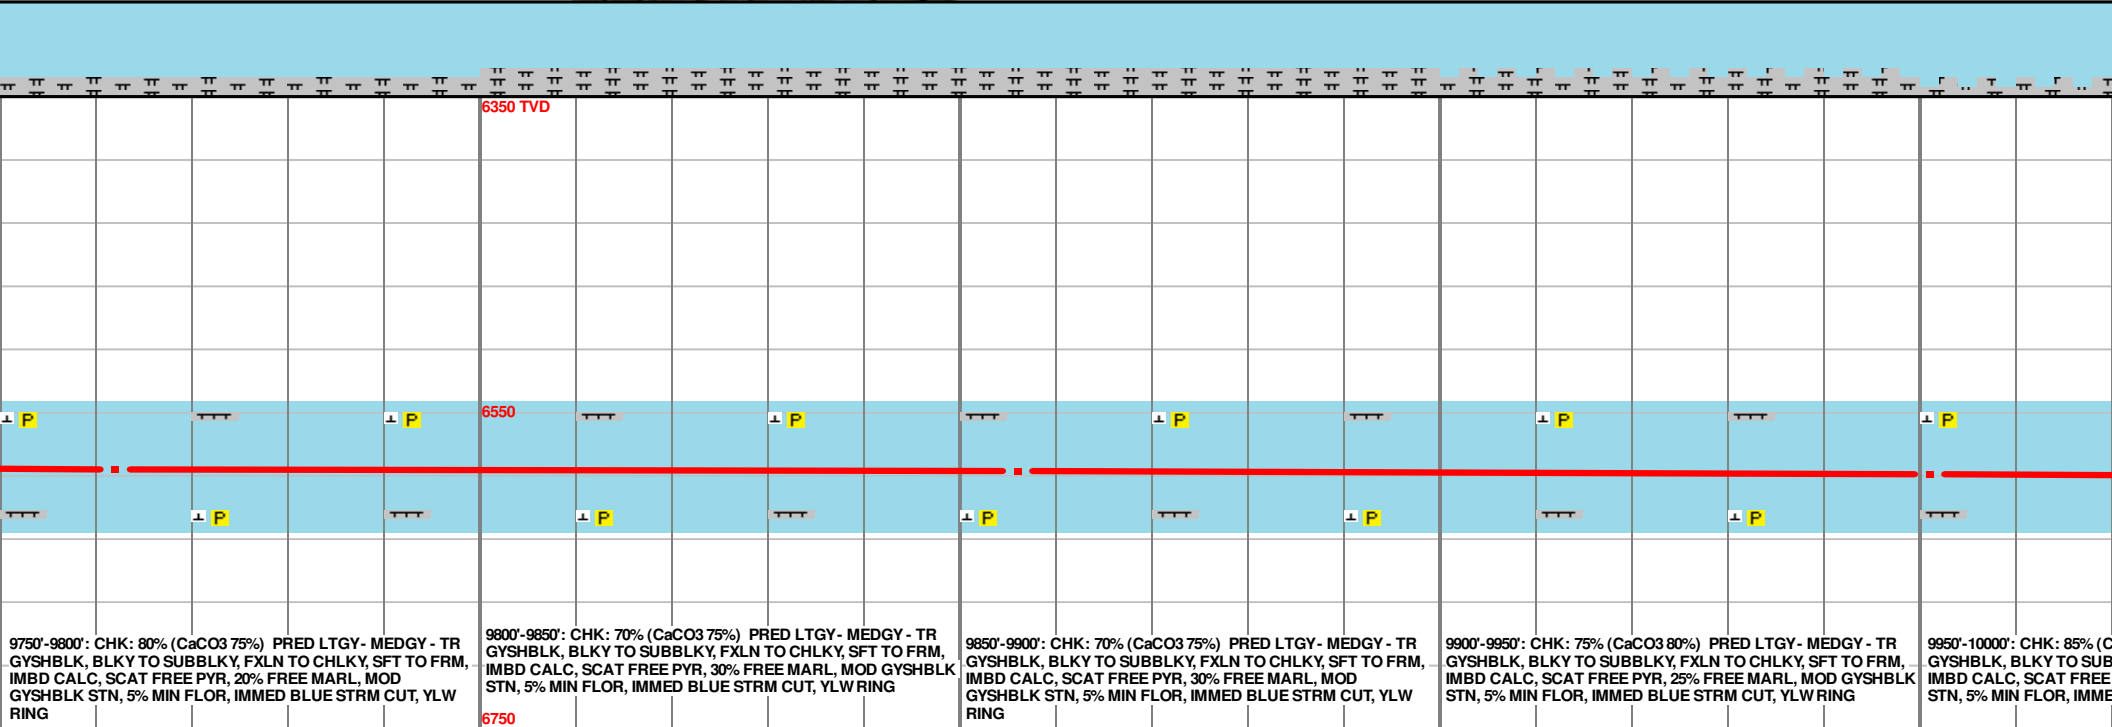 6350 TVD
P
P
6550
P
P
P
P
P
P
P
P
P
9750'-9800': CHK: 80% (CaCO3 75%) PRED LTGY - MEDGY - TR
GYSHBLK, BLKY TO SUBBLKY, FXLN TO CHLKY, SFT TO FRM,
IMBD CALC, SCAT FREE PYR, 20% FREE MARL, MOD
GYSHBLK STN, 5% MIN FLOR, IMMED BLUE STRM CUT, YLW
RING
9800'-9850': CHK: 70% (CaCO3 75%) PRED LTGY - MEDGY - TR
GYSHBLK, BLKY TO SUBBLKY, FXLN TO CHLKY, SFT TO FRM,
IMBD CALC, SCAT FREE PYR, 30% FREE MARL, MOD GYSHBLK
STN, 5% MIN FLOR, IMMED BLUE STRM CUT, YLW RING
6750
9850'-9900': CHK: 70% (CaCO3 75%) PRED LTGY - MEDGY - TR
GYSHBLK, BLKY TO SUBBLKY, FXLN TO CHLKY, SFT TO FRM,
IMBD CALC, SCAT FREE PYR, 30% FREE MARL, MOD
GYSHBLK STN, 5% MIN FLOR, IMMED BLUE STRM CUT, YLW
RING
9900'-9950': CHK: 75% (CaCO3 80%) PRED LTGY - MEDGY - TR
GYSHBLK, BLKY TO SUBBLKY, FXLN TO CHLKY, SFT TO FRM,
IMBD CALC, SCAT FREE PYR, 25% FREE MARL, MOD GYSHBLK
STN, 5% MIN FLOR, IMMED BLUE STRM CUT, YLW RING
9950'-10000': CHK: 85% (C
GYSHBLK, BLKY TO SUB
IMBD CALC, SCAT FREE
STN, 5% MIN FLOR, IMME